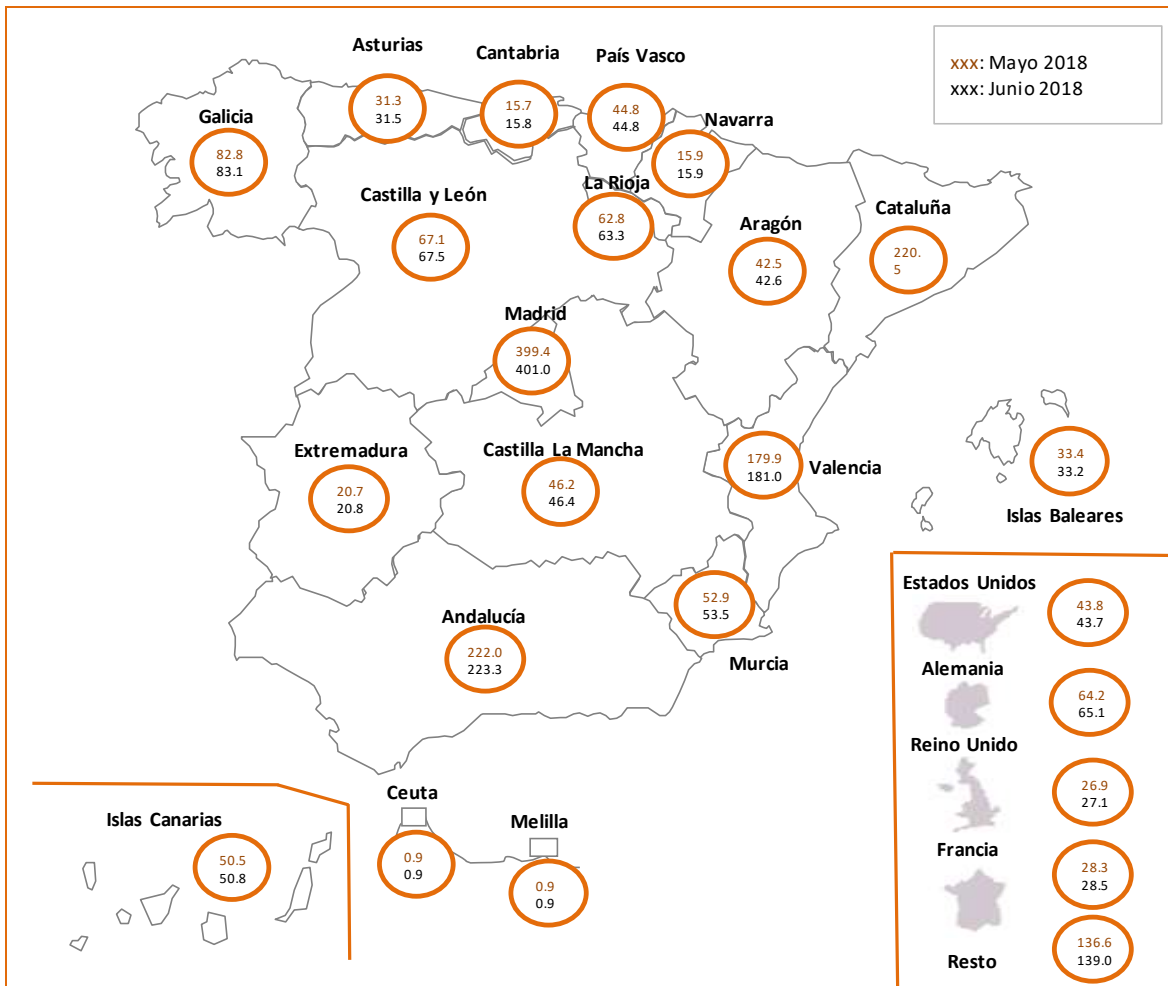 Asturias
31.3
31.5
Cantabria
15.7
15.8
País Vasco
44.8
44.8
xxx: Mayo 2018
xxx: Junio 2018
Galicia
82.8
83.1
Navarra
15.9
15.9
Castilla y León
67.1
67.5
La Rioja
62.8
63.3
Aragón
42.5
42.6
Cataluña
220.
5
Madrid
399.4
401.0
Extremadura
20.7
20.8
Castilla La Mancha
46.2
46.4
179.9
181.0
Valencia
33.4
33.2
Islas Baleares
Andalucía
222.0
223.3
52.9
53.5
Murcia
Estados Unidos
43.8
43.7
Alemania
64.2
65.1
Reino Unido
26.9
27.1
Francia
28.3
28.5
Resto
136.6
139.0
Islas Canarias
50.5
50.8
Ceuta
0.9
0.9
Melilla
0.9
0.9